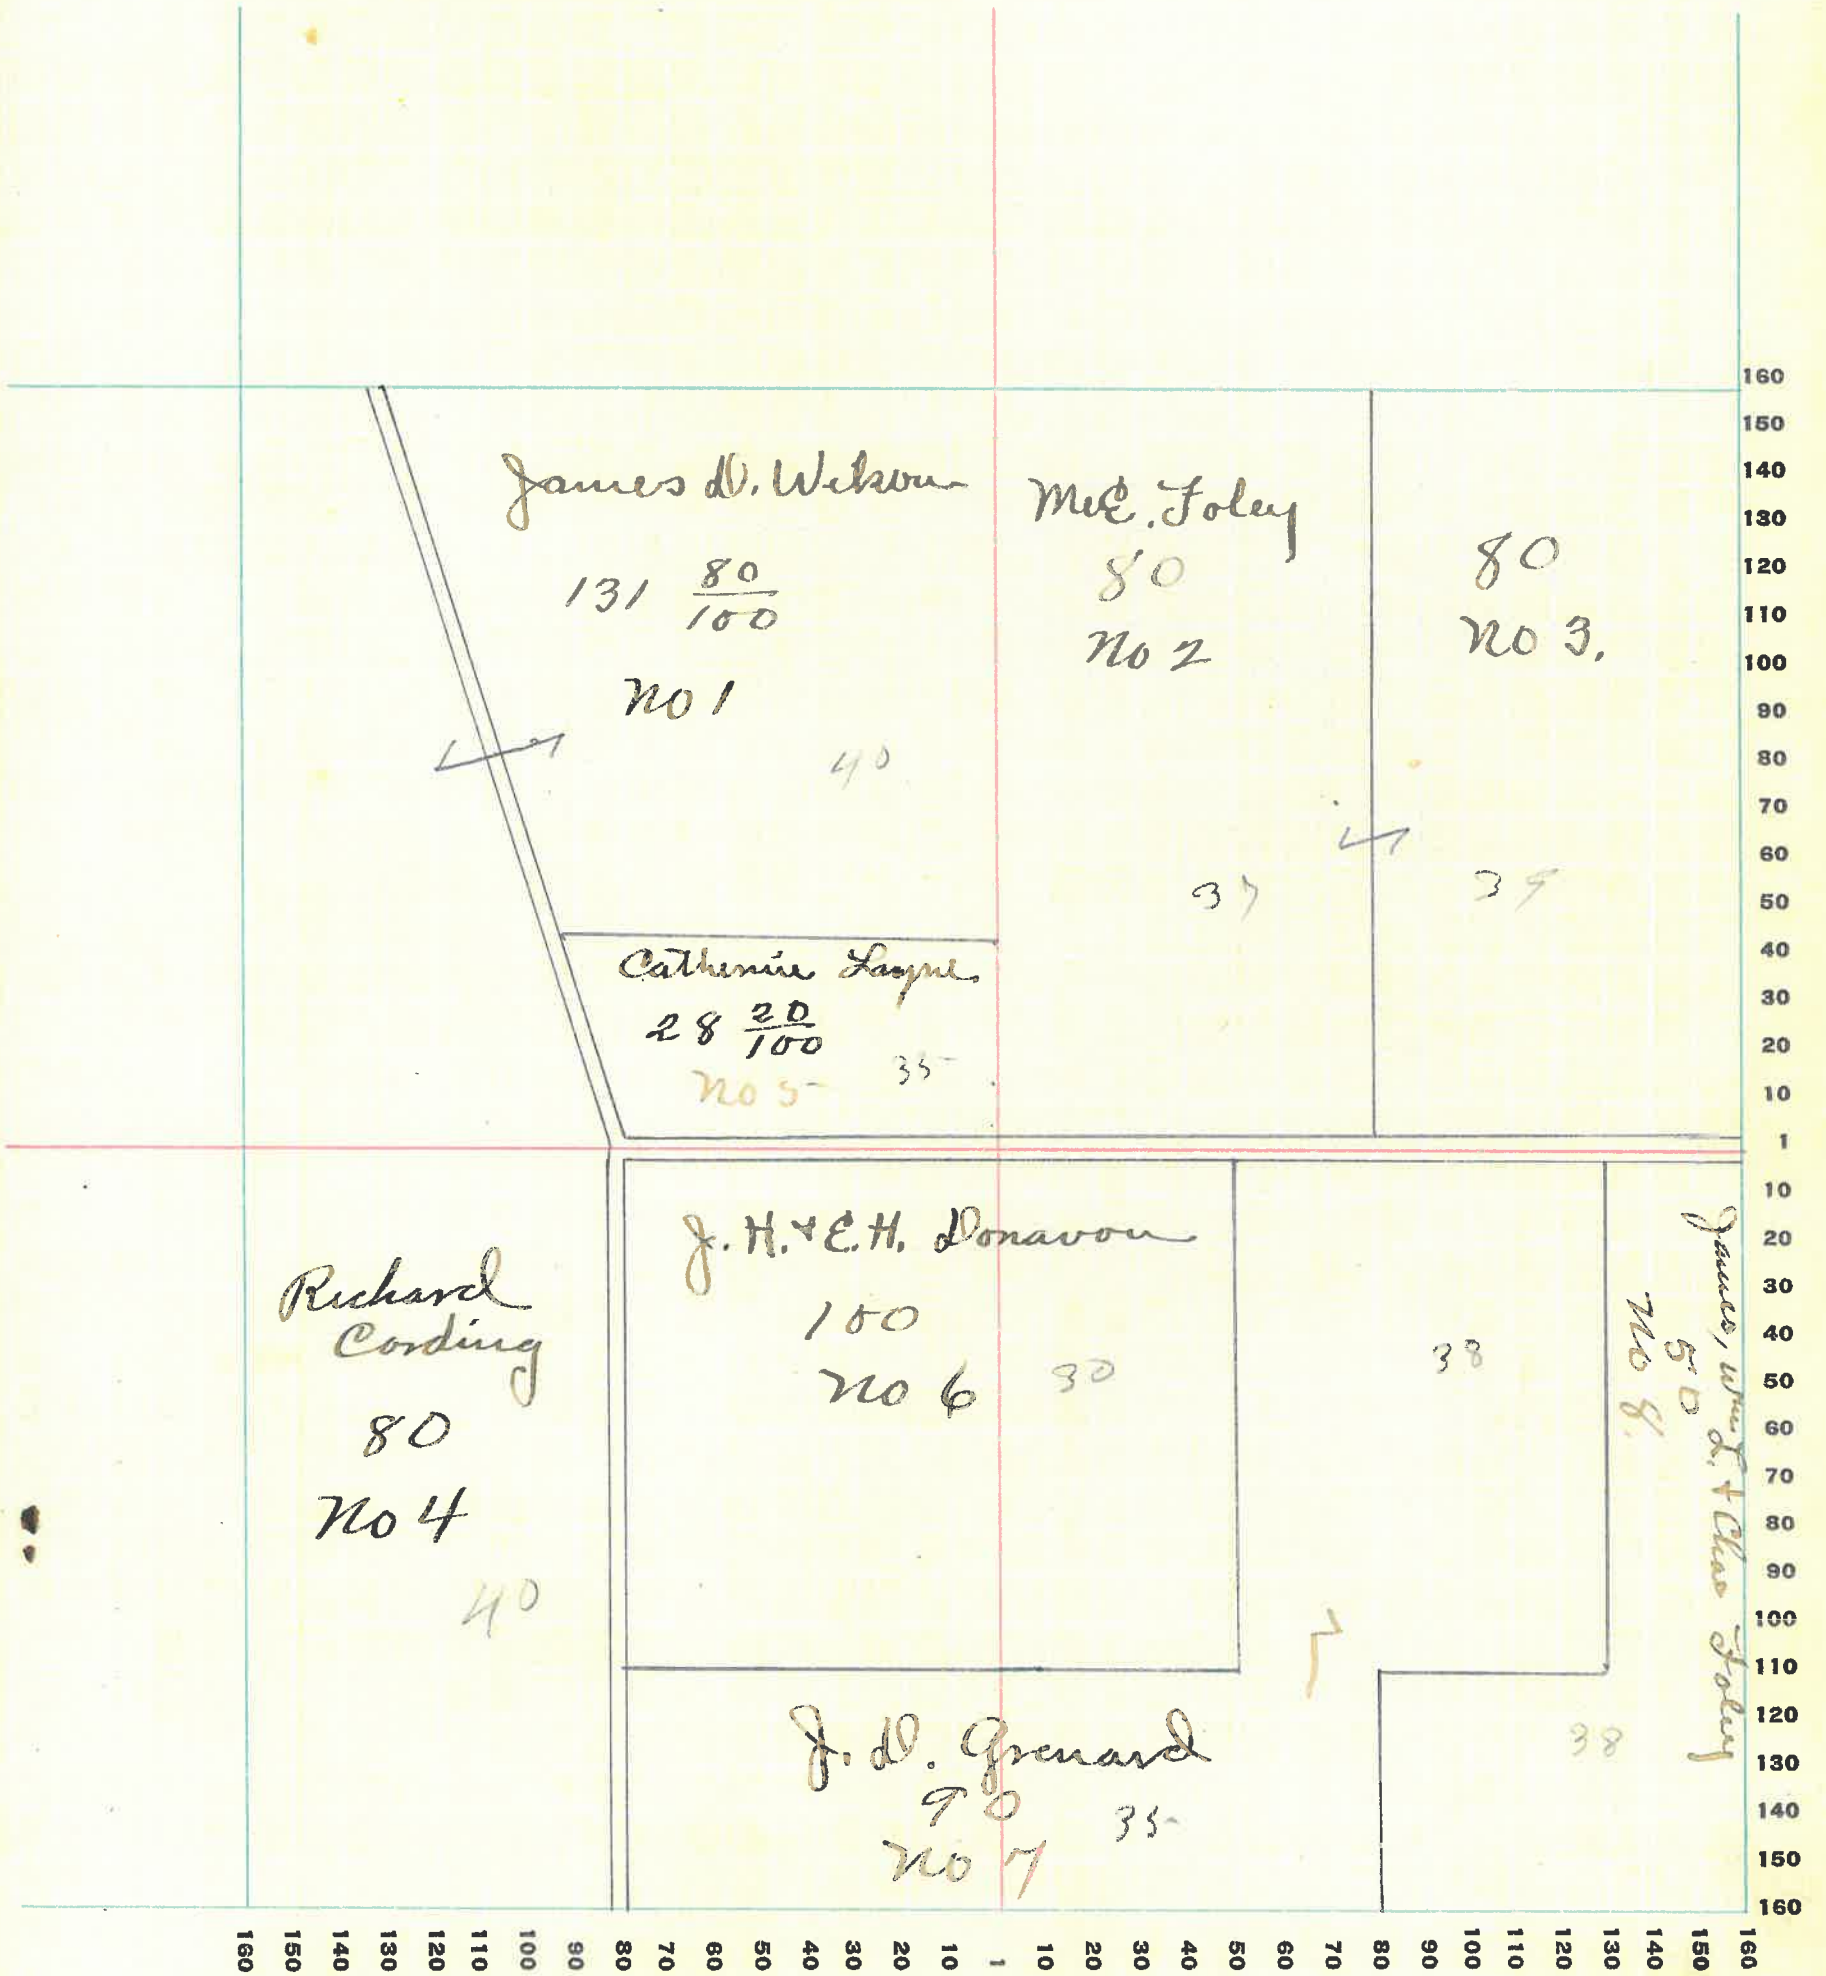 James D. Wilson
131 80/100
No 1
40
M.E. Foley
80
No 2
37
80
No 3.
39
Catherine Layne
28 20/100
No 5
35
Richard
Cording
80
No 4
40
J. H. & E. H. Donavon
100
No 6
30
38
James, Wm L. & Chas Foley
50
No 8.
38
J. D. Grenard
90
No 7
35
160
150
140
130
120
110
100
90
80
70
60
50
40
30
20
10
1
10
20
30
40
50
60
70
80
90
100
110
120
130
140
150
160
160 150 140 130 120 110 100 90 80 70 60 50 40 30 20 10 1 10 20 30 40 50 60 70 80 90 100 110 120 130 140 150 160